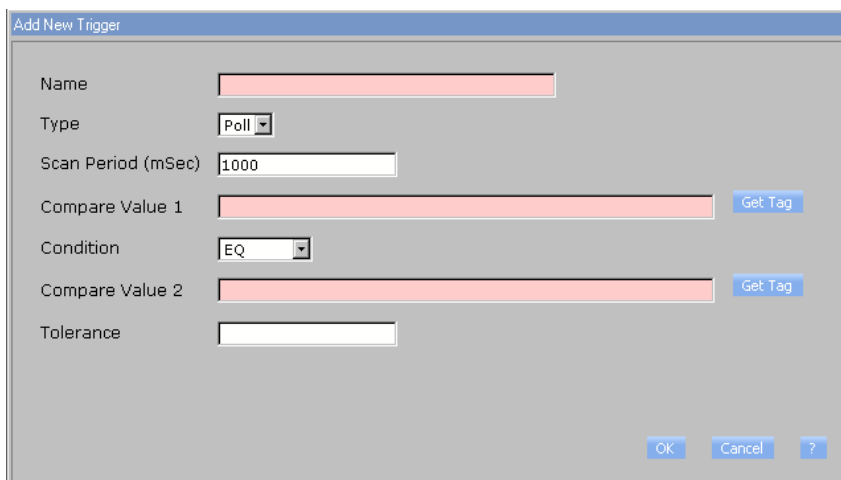 Add New Trigger
Name
Type Poll
Scan Period (mSec) 1000
Compare Value 1 Get Tag
Condition EQ
Compare Value 2 Get Tag
Tolerance
OK Cancel ?